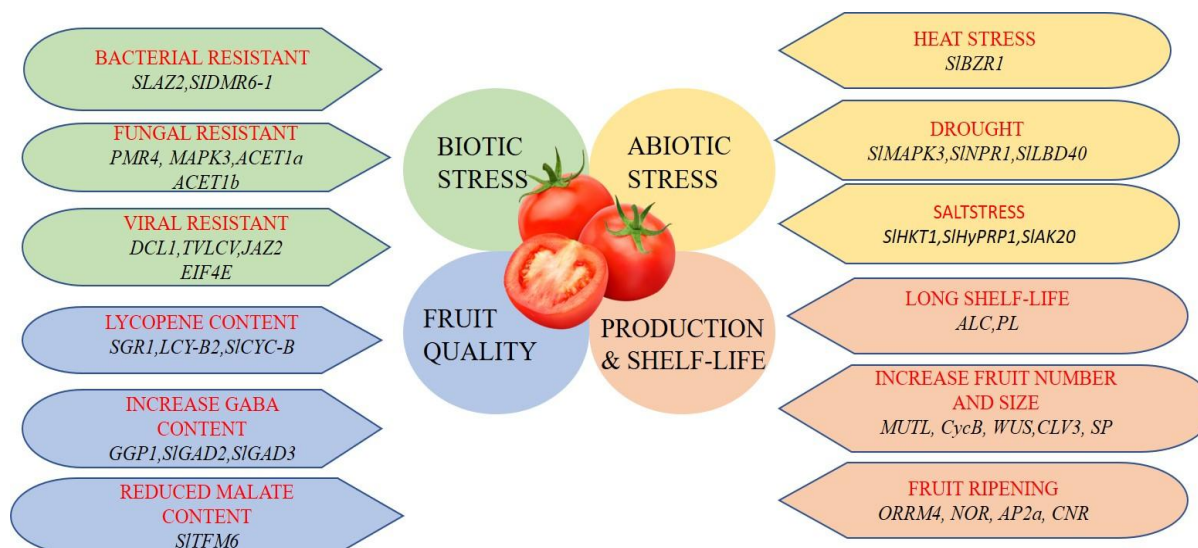 BACTERIAL RESISTANT
SLAZ2,SlDMR6-1
FUNGAL RESISTANT
PMR4, MAPK3,ACET1a
ACET1b
VIRAL RESISTANT
DCL1,TVLCV,JAZ2
EIF4E
LYCOPENE CONTENT
SGR1,LCY-B2,SlCYC-B
INCREASE GABA
CONTENT
GGP1,SlGAD2,SlGAD3
REDUCED MALATE
CONTENT
SlTFM6
BIOTIC
STRESS
ABIOTIC
STRESS
FRUIT
QUALITY
PRODUCTION
& SHELF-LIFE
HEAT STRESS
SlBZR1
DROUGHT
SlMAPK3,SlNPR1,SlLBD40
SALTSTRESS
SlHKT1,SlHyPRP1,SlAK20
LONG SHELF-LIFE
ALC,PL
INCREASE FRUIT NUMBER
AND SIZE
MUTL, CycB, WUS,CLV3, SP
FRUIT RIPENING
ORRM4, NOR, AP2a, CNR